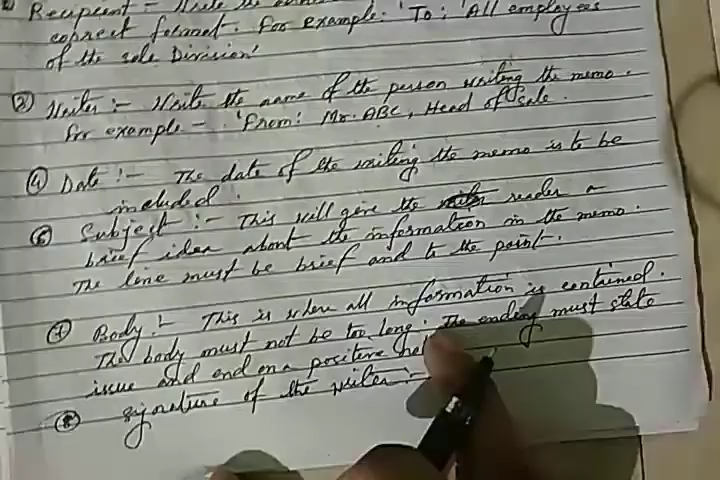 Recipient - Write
correct format. For example: 'To: All employees
of the sale Division'
② Writer :- Write the name of the person writing the memo.
for example - 'From: Mr. ABC, Head of Sale.
④ Date :- The date of the writing the memo is to be
included.
⑥ Subject :- This will give the reader a
brief idea about the information in the memo.
The line must be brief and to the point.
⑦ Body :- This is where all information is contained.
The body must not be too long. The ending must state
issue and end on a positive
⑧ signature of the writer :-